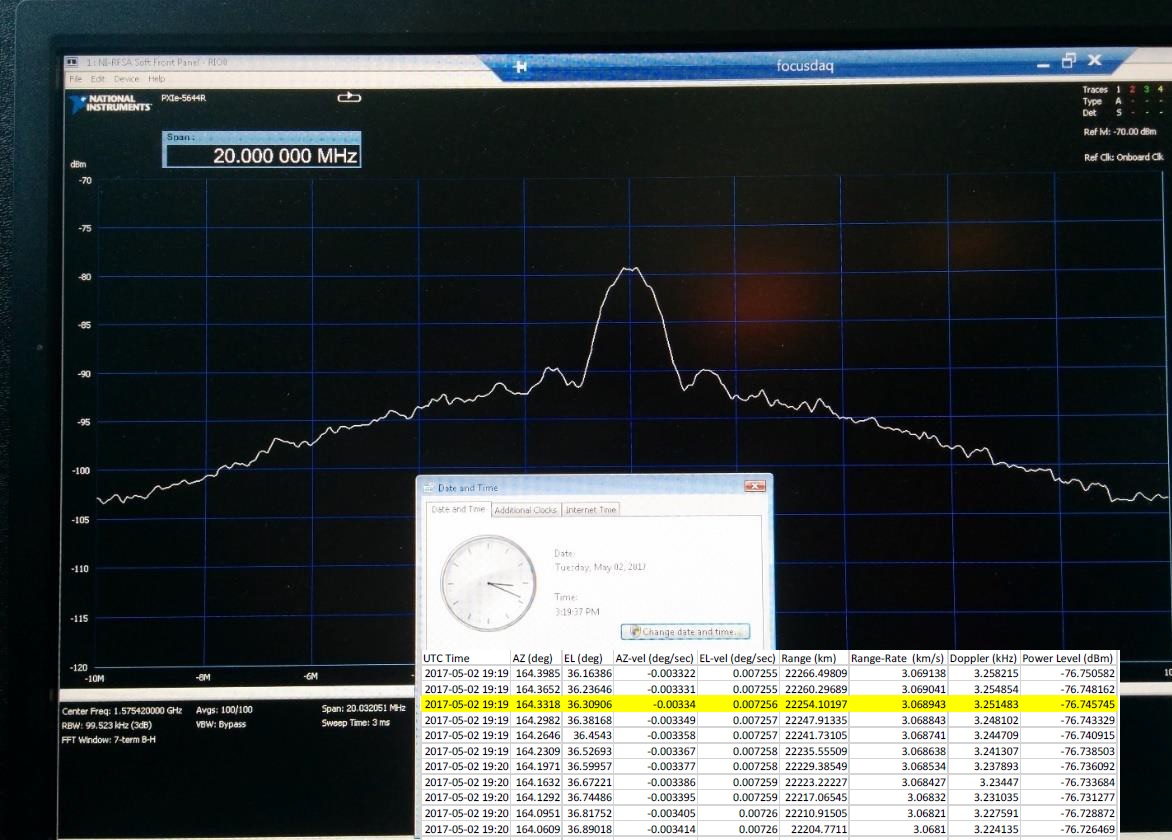 1 : NI-RFSA Soft Front Panel - RIO0
focusdaq
File Edit Device Help
NATIONAL INSTRUMENTS PXIe-5644R
Traces 1 2 3 4
Type A - - -
Det S - - -
Ref lvl: -70.00 dBm
Ref Clk: Onboard Clk
Span:
20.000 000 MHz
dBm
-70
-75
-80
-85
-90
-95
-100
-105
-110
-115
-120
-10M -8M -6M
Center Freq: 1.575420000 GHz Avgs: 100/100 Span: 20.032051 MHz
RBW: 99.523 kHz (3dB) VBW: Bypass Sweep Time: 3 ms
FFT Window: 7-term B-H
Date and Time
Date and Time Additional Clocks Internet Time
Date:
Tuesday, May 02, 2017
Time:
3:19:37 PM
Change date and time...
UTC Time AZ (deg) EL (deg) AZ-vel (deg/sec) EL-vel (deg/sec) Range (km) Range-Rate (km/s) Doppler (kHz) Power Level (dBm)
2017-05-02 19:19 164.3985 36.16386 -0.003322 0.007255 22266.49809 3.069138 3.258215 -76.750582
2017-05-02 19:19 164.3652 36.23646 -0.003331 0.007255 22260.29689 3.069041 3.254854 -76.748162
2017-05-02 19:19 164.3318 36.30906 -0.00334 0.007256 22254.10197 3.068943 3.251483 -76.745745
2017-05-02 19:19 164.2982 36.38168 -0.003349 0.007257 22247.91335 3.068843 3.248102 -76.743329
2017-05-02 19:19 164.2646 36.4543 -0.003358 0.007257 22241.73105 3.068741 3.244709 -76.740915
2017-05-02 19:19 164.2309 36.52693 -0.003367 0.007258 22235.55509 3.068638 3.241307 -76.738503
2017-05-02 19:20 164.1971 36.59957 -0.003377 0.007258 22229.38549 3.068534 3.237893 -76.736092
2017-05-02 19:20 164.1632 36.67221 -0.003386 0.007259 22223.22227 3.068427 3.23447 -76.733684
2017-05-02 19:20 164.1292 36.74486 -0.003395 0.007259 22217.06545 3.06832 3.231035 -76.731277
2017-05-02 19:20 164.0951 36.81752 -0.003405 0.00726 22210.91505 3.06821 3.227591 -76.728872
2017-05-02 19:20 164.0609 36.89018 -0.003414 0.00726 22204.7711 3.0681 3.224135 -76.726469